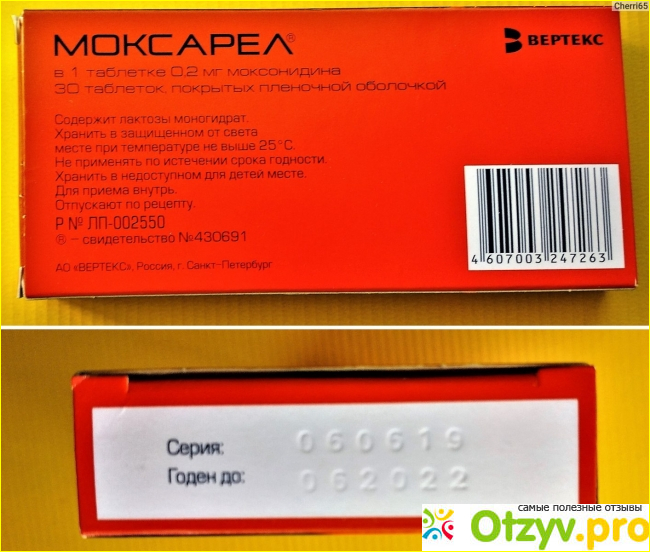 Cherri65
МОКСАРЕЛ®
ВЕРТЕКС
в 1 таблетке 0,2 мг моксонидина
30 таблеток, покрытых пленочной оболочкой
Содержит лактозы моногидрат.
Хранить в защищенном от света
месте при температуре не выше 25°С.
Не применять по истечении срока годности.
Хранить в недоступном для детей месте.
Для приема внутрь.
Отпускают по рецепту.
Р № ЛП-002550
® – свидетельство №430691
АО «ВЕРТЕКС», Россия, г. Санкт-Петербург
4 607003 247263
Серия: 060619
Годен до: 062022
самые полезные отзывы
Otzyv.pro